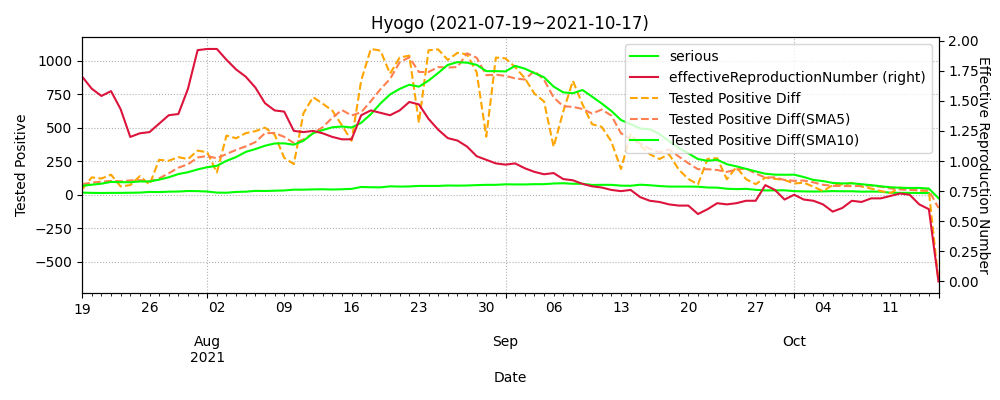 Hyogo (2021-07-19~2021-10-17)
Tested Positive
1000
750
500
250
0
−250
−500
serious
effectiveReproductionNumber (right)
Tested Positive Diff
Tested Positive Diff(SMA5)
Tested Positive Diff(SMA10)
2.00
1.75
1.50
1.25
1.00
0.75
0.50
0.25
0.00
Effective Reproduction Number
19 26 02 09 16 23 30 06 13 20 27 04 11
Aug Sep Oct
2021
Date